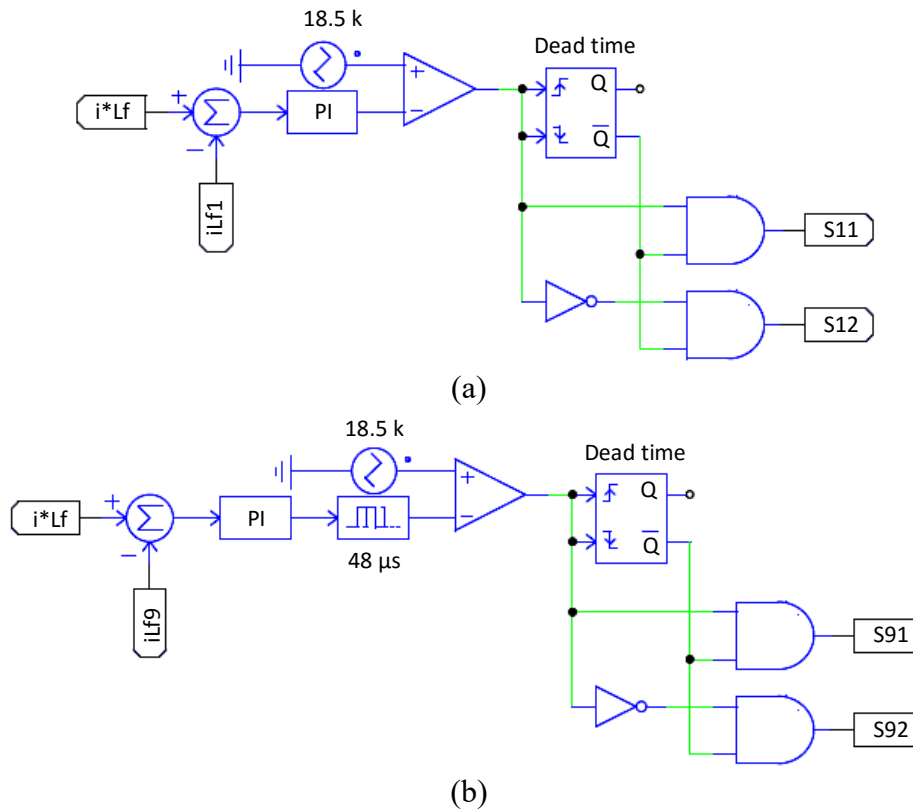 18.5 k
Dead time
i*Lf
+
Σ
−
PI
+
−
Q
Q̅
iLf1
S11
S12
(a)
18.5 k
Dead time
i*Lf
+
Σ
−
PI
+
−
Q
Q̅
48 µs
iLf9
S91
S92
(b)